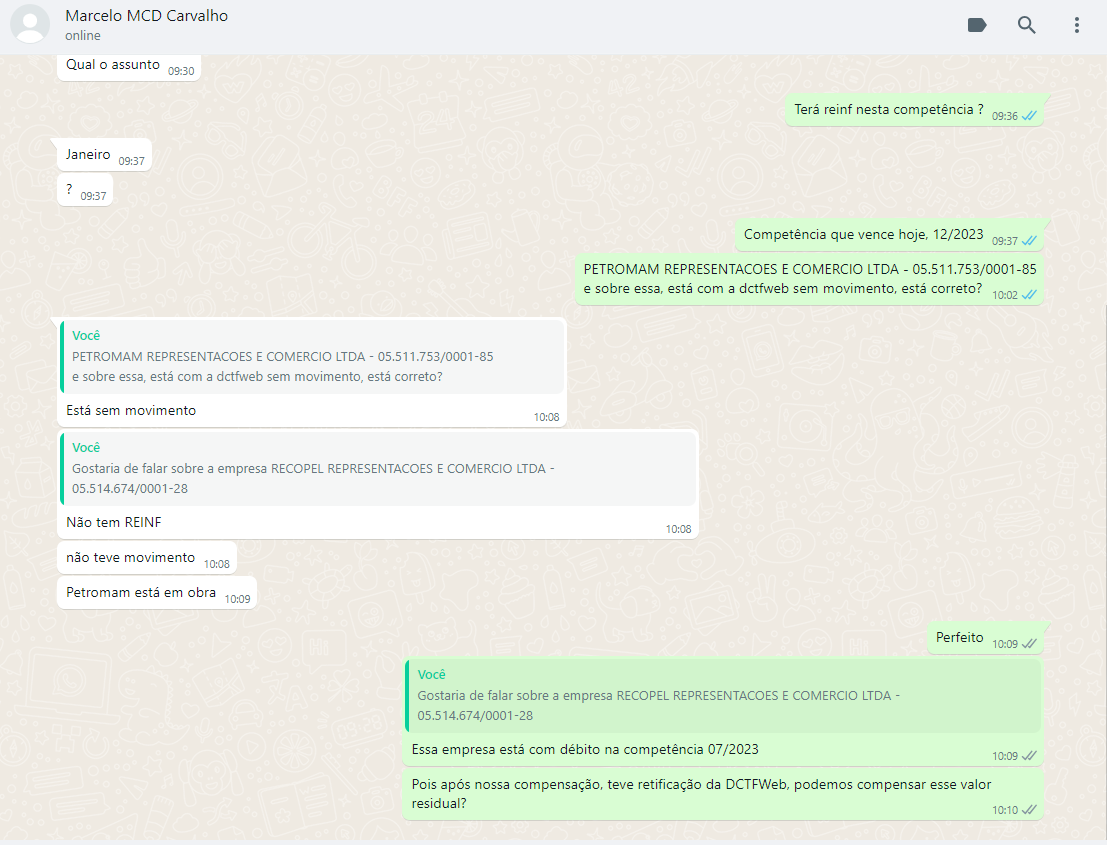 Marcelo MCD Carvalho
online
Qual o assunto 09:30
Terá reinf nesta competência ? 09:36
Janeiro 09:37
? 09:37
Competência que vence hoje, 12/2023 09:37
PETROMAM REPRESENTACOES E COMERCIO LTDA - 05.511.753/0001-85
e sobre essa, está com a dctfweb sem movimento, está correto? 10:02
Você
PETROMAM REPRESENTACOES E COMERCIO LTDA - 05.511.753/0001-85
e sobre essa, está com a dctfweb sem movimento, está correto?
Está sem movimento 10:08
Você
Gostaria de falar sobre a empresa RECOPEL REPRESENTACOES E COMERCIO LTDA -
05.514.674/0001-28
Não tem REINF 10:08
não teve movimento 10:08
Petromam está em obra 10:09
Perfeito 10:09
Você
Gostaria de falar sobre a empresa RECOPEL REPRESENTACOES E COMERCIO LTDA -
05.514.674/0001-28
Essa empresa está com débito na competência 07/2023 10:09
Pois após nossa compensação, teve retificação da DCTFWeb, podemos compensar esse valor
residual? 10:10